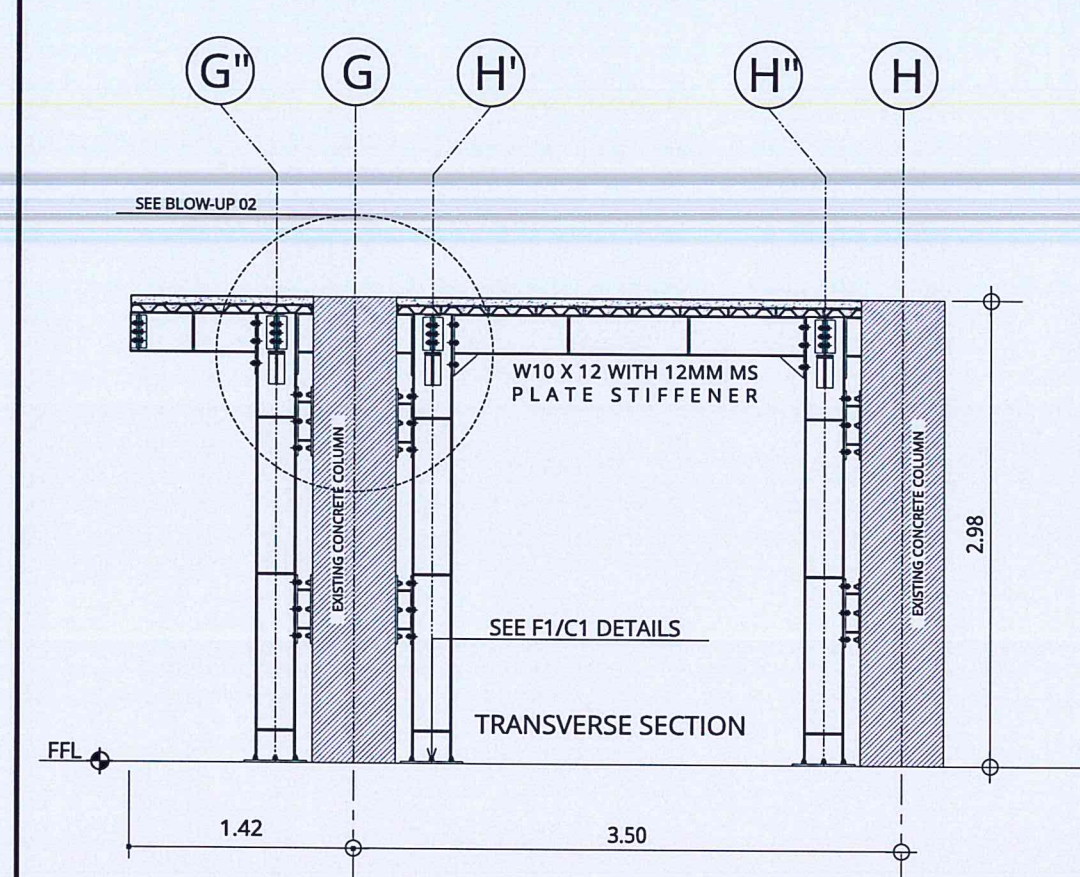 G" G H' H" H
SEE BLOW-UP 02
W10 X 12 WITH 12MM MS
PLATE STIFFENER
EXISTING CONCRETE COLUMN
EXISTING CONCRETE COLUMN
2.98
SEE F1/C1 DETAILS
TRANSVERSE SECTION
FFL
1.42
3.50